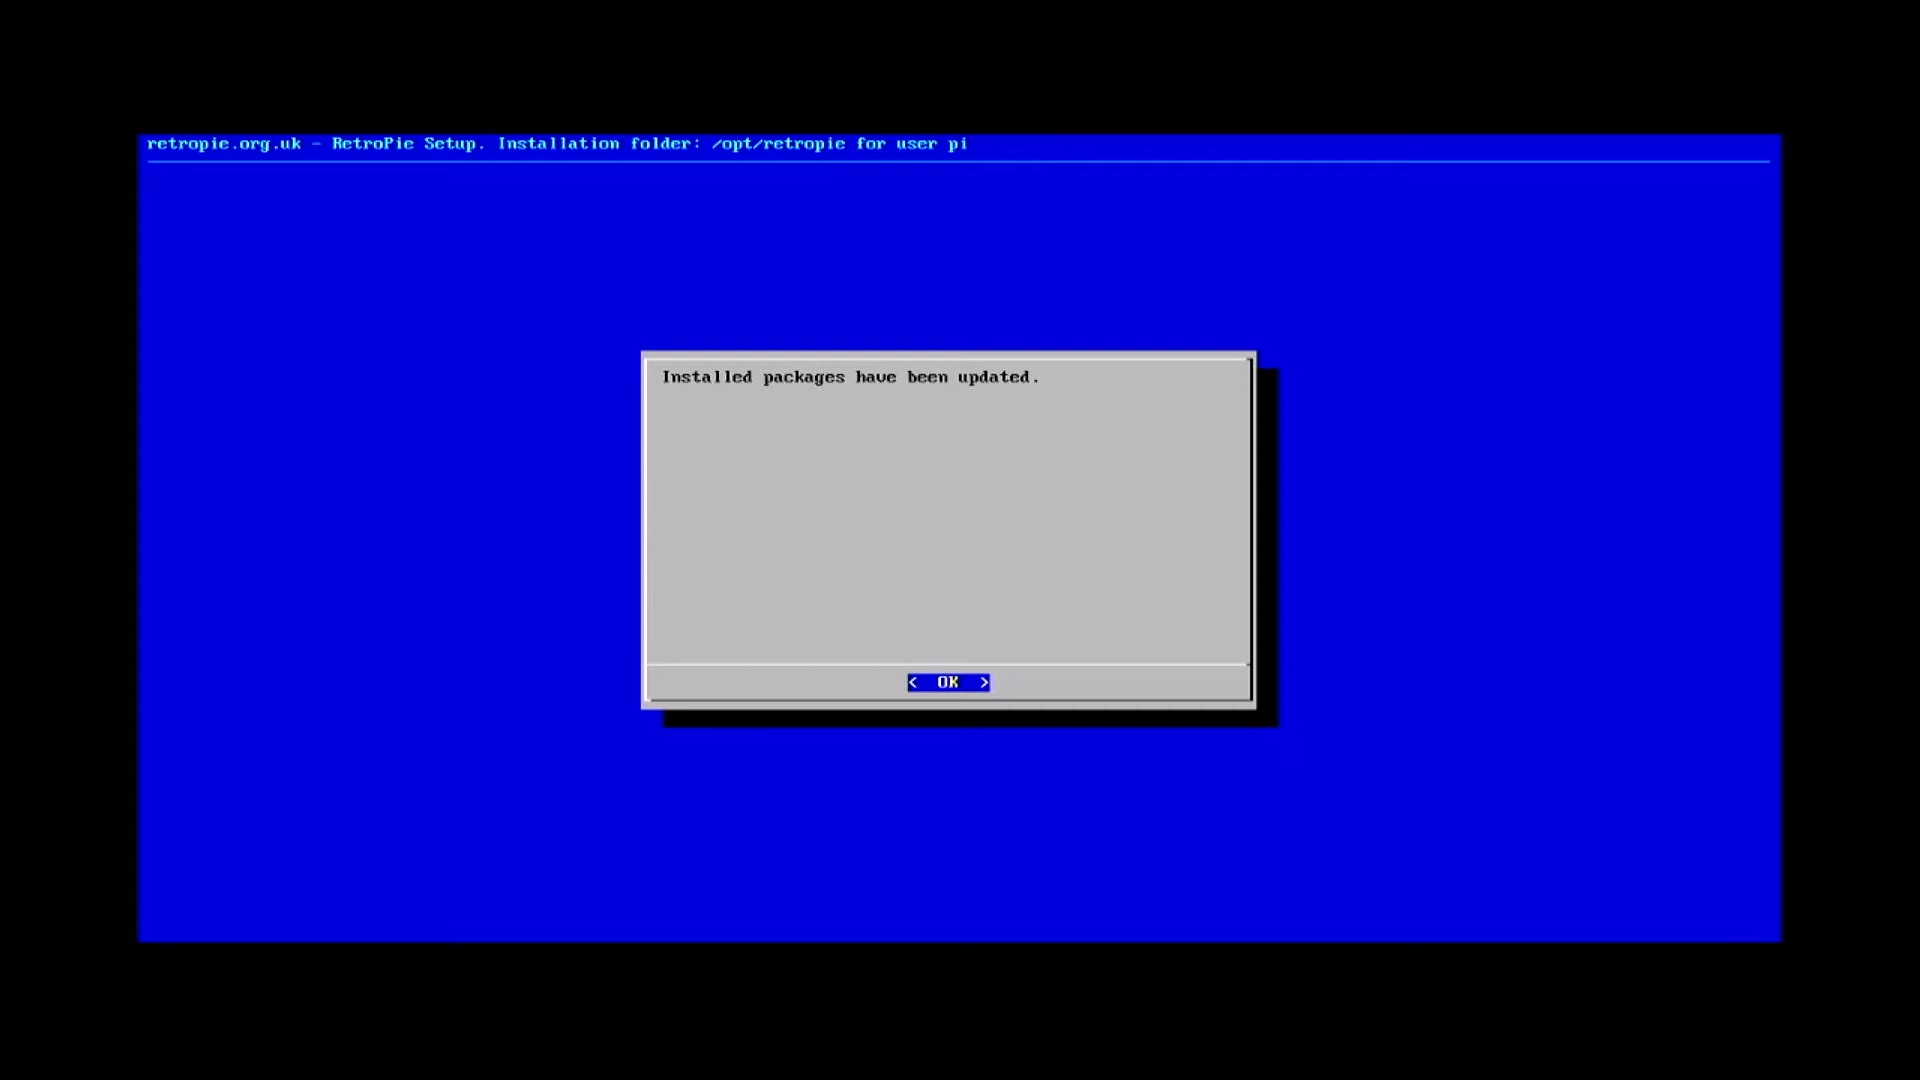 retropie.org.uk - RetroPie Setup. Installation folder: /opt/retropie for user pi
Installed packages have been updated.
< OK >